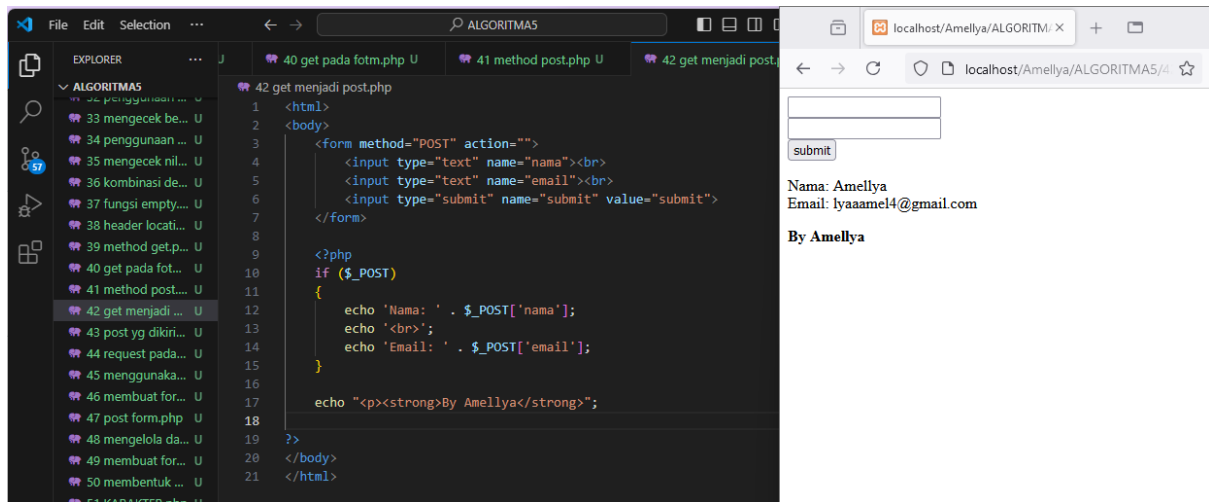 File Edit Selection ···
ALGORITMA5
EXPLORER ···
ALGORITMA5
32 penggunaan ... U
33 mengecek be... U
34 penggunaan ... U
35 mengecek nil... U
36 kombinasi de... U
37 fungsi empty.... U
38 header locati... U
39 method get.p... U
40 get pada fot... U
41 method post.... U
42 get menjadi ... U
43 post yg dikiri... U
44 request pada... U
45 menggunaka... U
46 membuat for... U
47 post form.php U
48 mengelola da... U
49 membuat for... U
50 membentuk ... U
51 KARAKTER.php U
57
U
40 get pada fotm.php U
41 method post.php U
42 get menjadi post.p
42 get menjadi post.php
1 <html>
2 <body>
3 <form method="POST" action="">
4 <input type="text" name="nama"><br>
5 <input type="text" name="email"><br>
6 <input type="submit" name="submit" value="submit">
7 </form>
8
9 <?php
10 if ($_POST)
11 {
12 echo 'Nama: ' . $_POST['nama'];
13 echo '<br>';
14 echo 'Email: ' . $_POST['email'];
15 }
16
17 echo "<p><strong>By Amellya</strong>";
18
19 ?>
20 </body>
21 </html>
localhost/Amellya/ALGORITM
localhost/Amellya/ALGORITMA5/4
submit
Nama: Amellya
Email: lyaaamel4@gmail.com
By Amellya